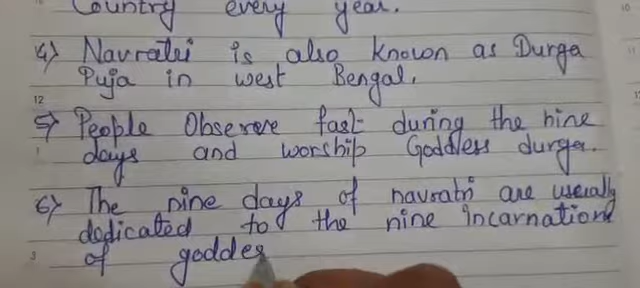 Country every year.
4) Navratri is also known as Durga
Puja in west Bengal.
5) People Observe fast during the nine
days and worship Goddess durga.
6) The nine days of navratri are usually
dedicated to the nine incarnation
of goddes